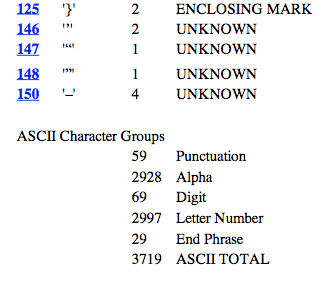 125 '}' 2 ENCLOSING MARK
146 '’' 2 UNKNOWN
147 '“' 1 UNKNOWN
148 '”' 1 UNKNOWN
150 '–' 4 UNKNOWN
ASCII Character Groups
59 Punctuation
2928 Alpha
69 Digit
2997 Letter Number
29 End Phrase
3719 ASCII TOTAL